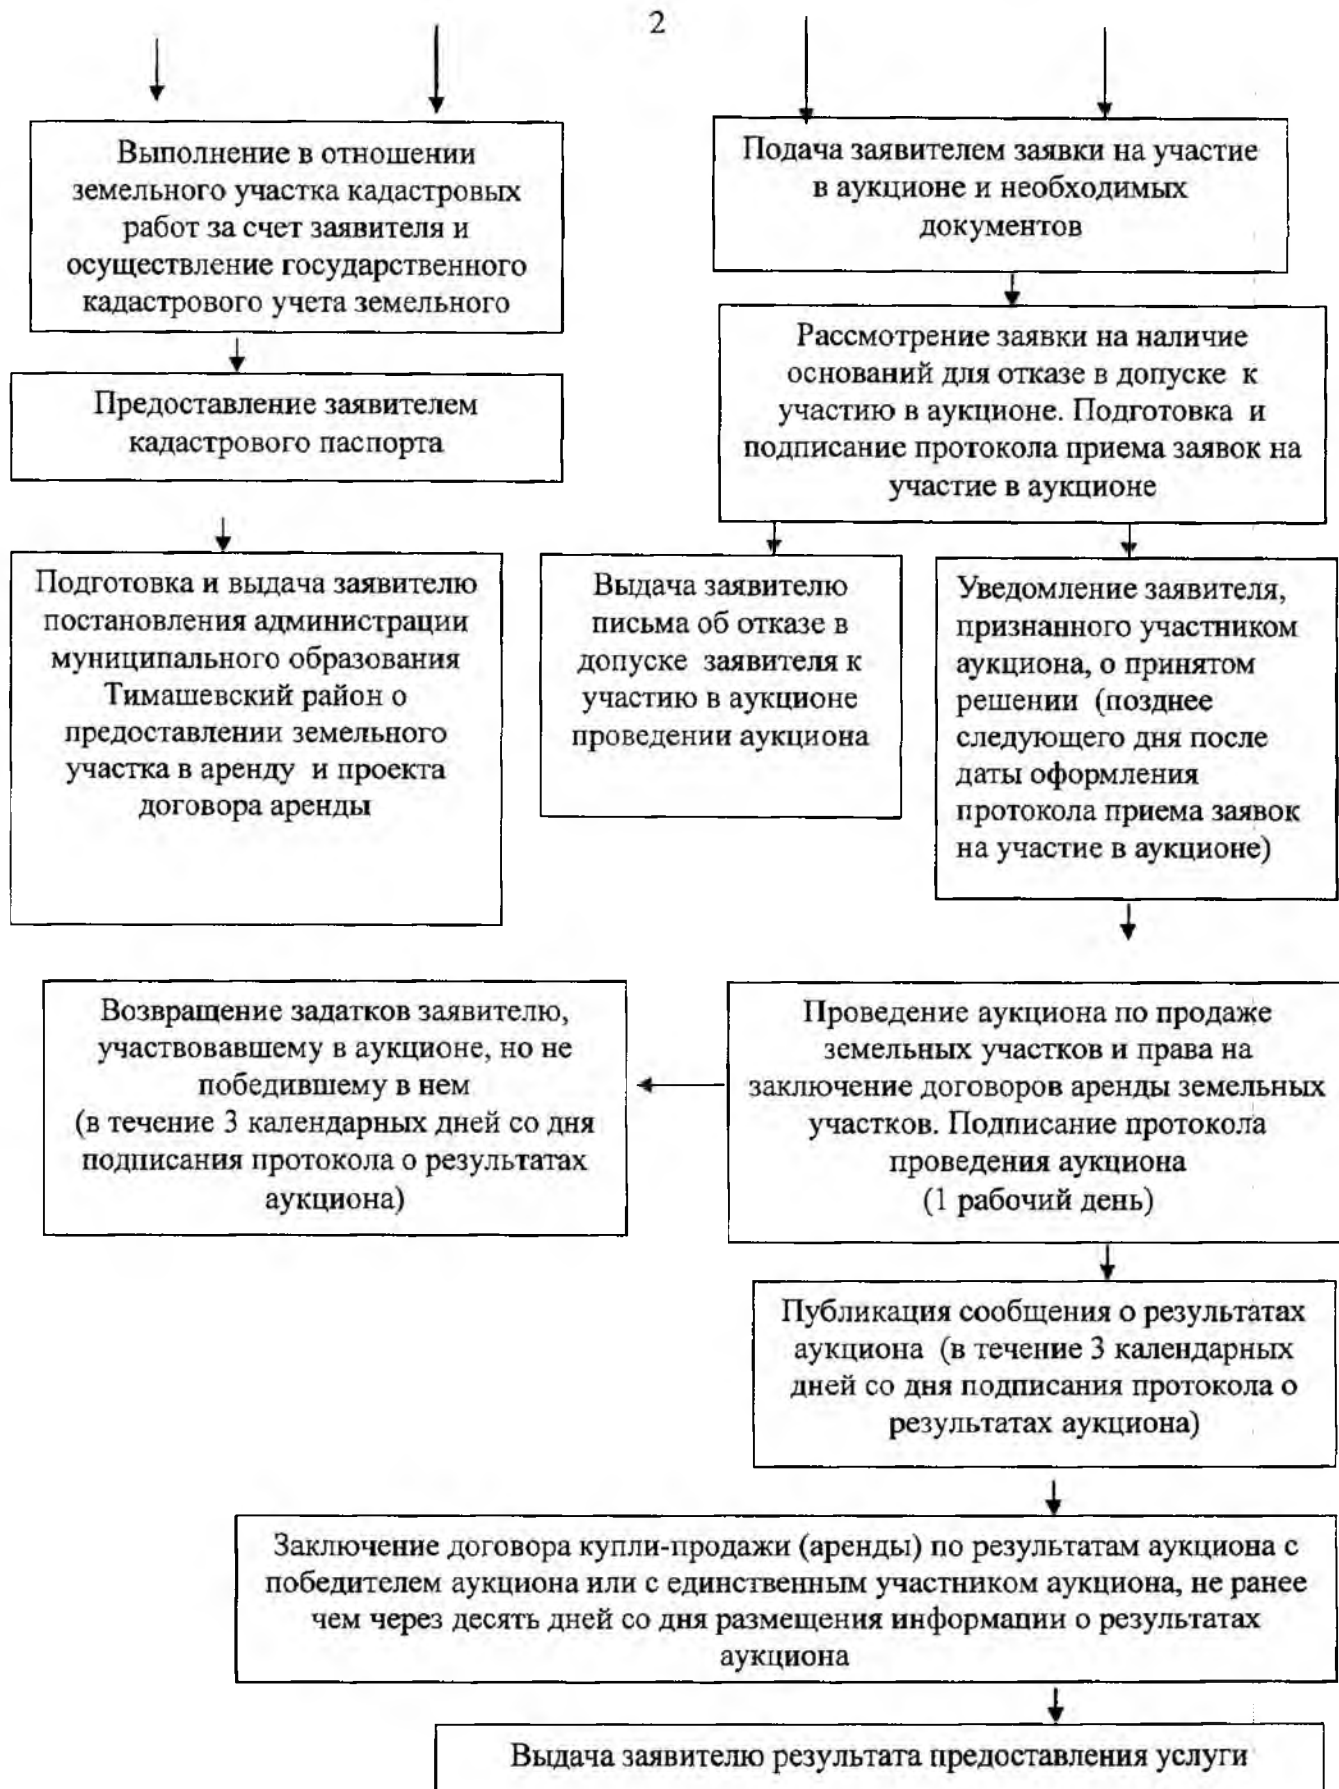 2
Выполнение в отношении
земельного участка кадастровых
работ за счет заявителя и
осуществление государственного
кадастрового учета земельного
Подача заявителем заявки на участие
в аукционе и необходимых
документов
Предоставление заявителем
кадастрового паспорта
Рассмотрение заявки на наличие
оснований для отказе в допуске к
участию в аукционе. Подготовка и
подписание протокола приема заявок на
участие в аукционе
Подготовка и выдача заявителю
постановления администрации
муниципального образования
Тимашевский район о
предоставлении земельного
участка в аренду и проекта
договора аренды
Выдача заявителю
письма об отказе в
допуске заявителя к
участию в аукционе
проведении аукциона
Уведомление заявителя,
признанного участником
аукциона, о принятом
решении (позднее
следующего дня после
даты оформления
протокола приема заявок
на участие в аукционе)
Возвращение задатков заявителю,
участвовавшему в аукционе, но не
победившему в нем
(в течение 3 календарных дней со дня
подписания протокола о результатах
аукциона)
Проведение аукциона по продаже
земельных участков и права на
заключение договоров аренды земельных
участков. Подписание протокола
проведения аукциона
(1 рабочий день)
Публикация сообщения о результатах
аукциона (в течение 3 календарных
дней со дня подписания протокола о
результатах аукциона)
Заключение договора купли-продажи (аренды) по результатам аукциона с
победителем аукциона или с единственным участником аукциона, не ранее
чем через десять дней со дня размещения информации о результатах
аукциона
Выдача заявителю результата предоставления услуги